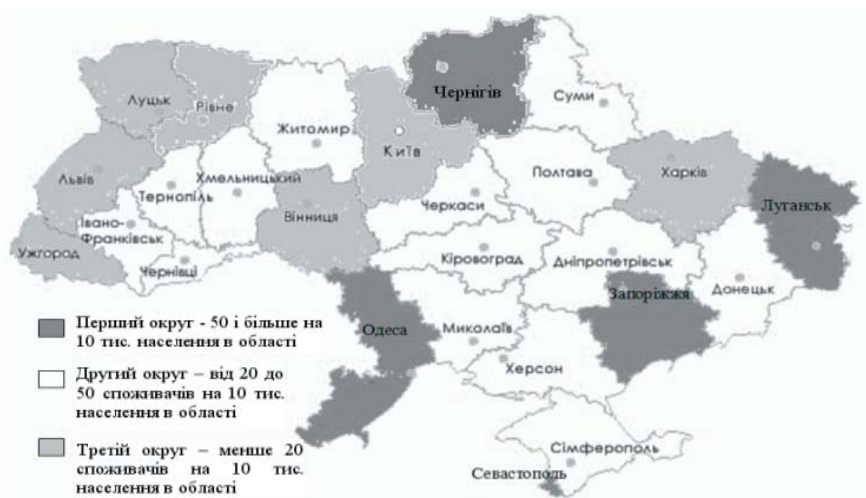 Чернігів
Суми
Луцьк
Рівне
Житомир
Київ
Львів
Тернопіль
Хмельницький
Вінниця
Черкаси
Полтава
Харків
Луганськ
Івано-
Франківськ
Ужгород
Чернівці
Кіровоград
Дніпропетрівськ
Запоріжжя
Донецьк
Одеса
Миколаїв
Херсон
Сімферополь
Севастополь
Перший округ - 50 і більше на
10 тис. населення в області
Другий округ – від 20 до
50 споживачів на 10 тис.
населення в області
Третій округ – менше 20
споживачів на 10 тис.
населення в області